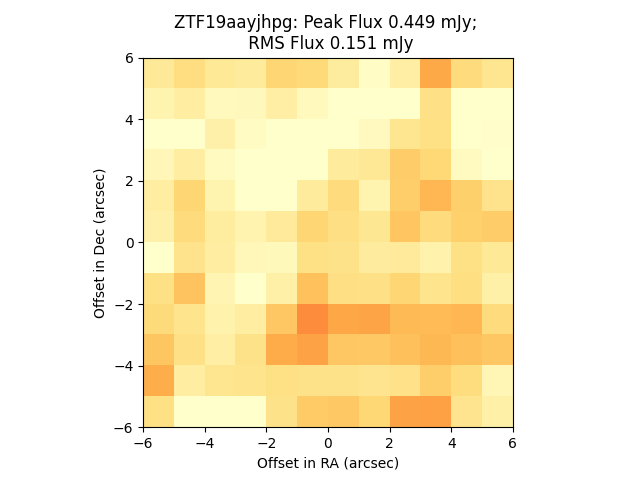 ZTF19aayjhpg: Peak Flux 0.449 mJy;
RMS Flux 0.151 mJy
6
4
2
0
−2
−4
−6
Offset in Dec (arcsec)
−6 −4 −2 0 2 4 6
Offset in RA (arcsec)